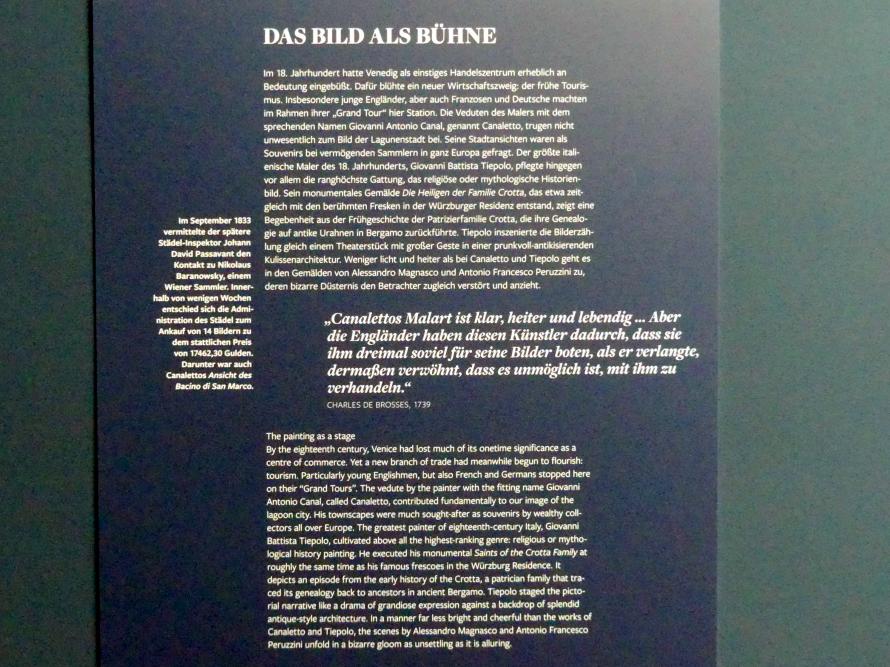 DAS BILD ALS BÜHNE
Im 18. Jahrhundert hatte Venedig als einstiges Handelszentrum erheblich an
Bedeutung eingebüßt. Dafür blühte ein neuer Wirtschaftszweig: der frühe Touris-
mus. Insbesondere junge Engländer, aber auch Franzosen und Deutsche machten
im Rahmen ihrer „Grand Tour“ hier Station. Die Veduten des Malers mit dem
sprechenden Namen Giovanni Antonio Canal, genannt Canaletto, trugen nicht
unwesentlich zum Bild der Lagunenstadt bei. Seine Stadtansichten waren als
Souvenirs bei vermögenden Sammlern in ganz Europa gefragt. Der größte itali-
enische Maler des 18. Jahrhunderts, Giovanni Battista Tiepolo, pflegte hingegen
vor allem die ranghöchste Gattung, das religiöse oder mythologische Historien-
bild. Sein monumentales Gemälde Die Heiligen der Familie Crotta, das etwa zeit-
gleich mit den berühmten Fresken in der Würzburger Residenz entstand, zeigt eine
Begebenheit aus der Frühgeschichte der Patrizierfamilie Crotta, die ihre Genealo-
gie auf antike Urahnen in Bergamo zurückführte. Tiepolo inszenierte die Bilderzäh-
lung gleich einem Theaterstück mit großer Geste in einer prunkvoll-antikisierenden
Kulissenarchitektur. Weniger licht und heiter als bei Canaletto und Tiepolo geht es
in den Gemälden von Alessandro Magnasco und Antonio Francesco Peruzzini zu,
deren bizarre Düsternis den Betrachter zugleich verstört und anzieht.
Im September 1833
vermittelte der spätere
Städel-Inspektor Johann
David Passavant den
Kontakt zu Nikolaus
Baranowsky, einem
Wiener Sammler. Inner-
halb von wenigen Wochen
entschied sich die Admi-
nistration des Städel zum
Ankauf von 14 Bildern zu
dem stattlichen Preis
von 17462,30 Gulden.
Darunter war auch
Canalettos Ansicht des
Bacino di San Marco.
„Canalettos Malart ist klar, heiter und lebendig ... Aber
die Engländer haben diesen Künstler dadurch, dass sie
ihm dreimal soviel für seine Bilder boten, als er verlangte,
dermaßen verwöhnt, dass es unmöglich ist, mit ihm zu
verhandeln.“
CHARLES DE BROSSES, 1739
The painting as a stage
By the eighteenth century, Venice had lost much of its onetime significance as a
centre of commerce. Yet a new branch of trade had meanwhile begun to flourish:
tourism. Particularly young Englishmen, but also French and Germans stopped here
on their “Grand Tours”. The vedute by the painter with the fitting name Giovanni
Antonio Canal, called Canaletto, contributed fundamentally to our image of the
lagoon city. His townscapes were much sought-after as souvenirs by wealthy coll-
ectors all over Europe. The greatest painter of eighteenth-century Italy, Giovanni
Battista Tiepolo, cultivated above all the highest-ranking genre: religious or mytho-
logical history painting. He executed his monumental Saints of the Crotta Family at
roughly the same time as his famous frescoes in the Würzburg Residence. It
depicts an episode from the early history of the Crotta, a patrician family that tra-
ced its genealogy back to ancestors in ancient Bergamo. Tiepolo staged the picto-
rial narrative like a drama of grandiose expression against a backdrop of splendid
antique-style architecture. In a manner far less bright and cheerful than the works of
Canaletto and Tiepolo, the scenes by Alessandro Magnasco and Antonio Francesco
Peruzzini unfold in a bizarre gloom as unsettling as it is alluring.